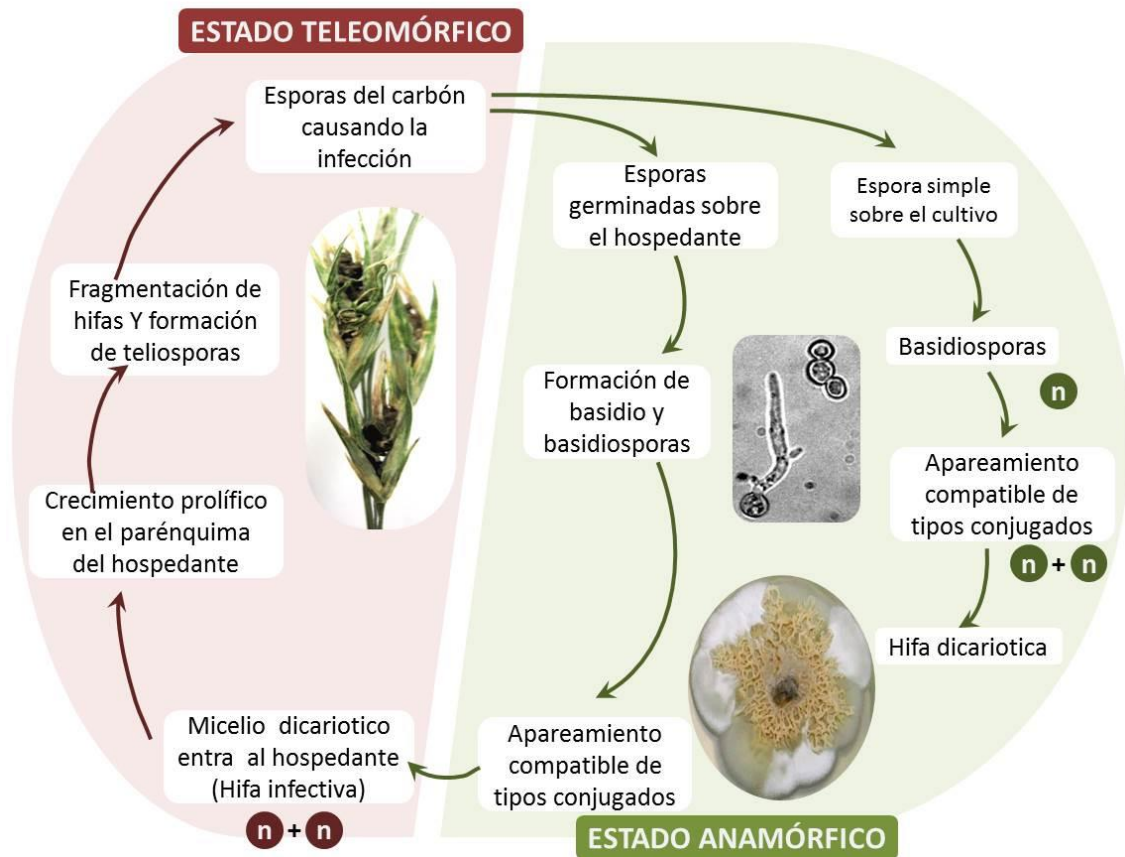 ESTADO TELEOMÓRFICO
Esporas del carbón
causando la
infección
Fragmentación de
hifas Y formación
de teliosporas
Crecimiento prolífico
en el parénquima
del hospedante
Micelio dicariotico
entra al hospedante
(Hifa infectiva)
n + n
Esporas
germinadas sobre
el hospedante
Formación de
basidio y
basidiosporas
Apareamiento
compatible de
tipos conjugados
Espora simple
sobre el cultivo
Basidiosporas
n
Apareamiento
compatible de
tipos conjugados
n + n
Hifa dicariotica
ESTADO ANAMÓRFICO